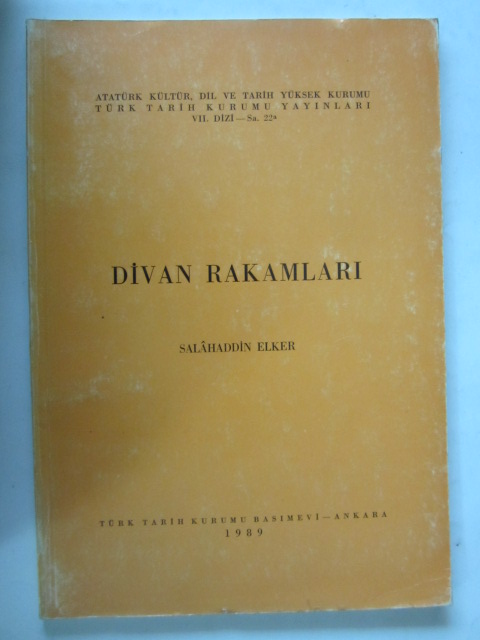 ATATÜRK KÜLTÜR, DİL VE TARİH YÜKSEK KURUMU
TÜRK TARİH KURUMU YAYINLARI
VII. DİZİ — Sa. 22ᵃ
DİVAN RAKAMLARI
SALÂHADDİN ELKER
TÜRK TARİH KURUMU BASIMEVİ — ANKARA
1989